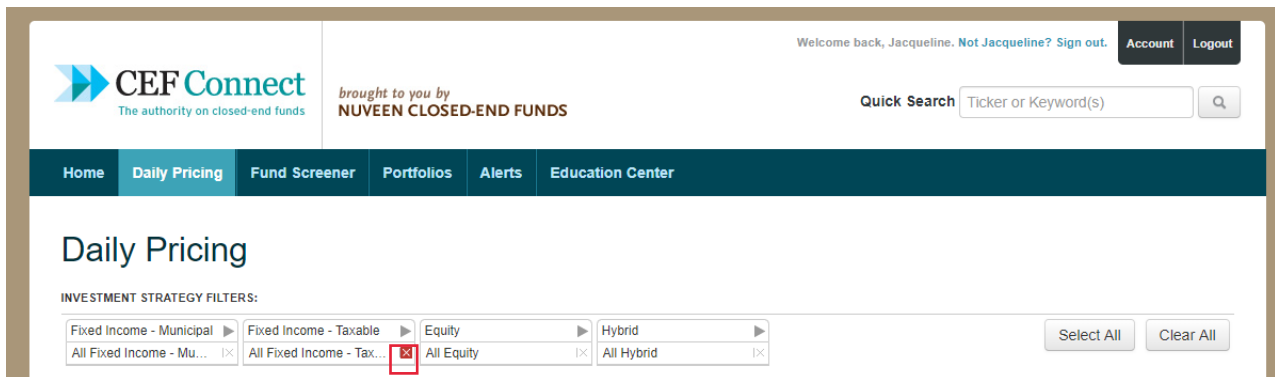 Welcome back, Jacqueline. Not Jacqueline? Sign out.
Account
Logout
CEF Connect
The authority on closed-end funds
brought to you by
NUVEEN CLOSED-END FUNDS
Quick Search
Ticker or Keyword(s)
Home
Daily Pricing
Fund Screener
Portfolios
Alerts
Education Center
Daily Pricing
INVESTMENT STRATEGY FILTERS:
Fixed Income - Municipal
Fixed Income - Taxable
Equity
Hybrid
All Fixed Income - Mu...
All Fixed Income - Tax...
All Equity
All Hybrid
Select All
Clear All